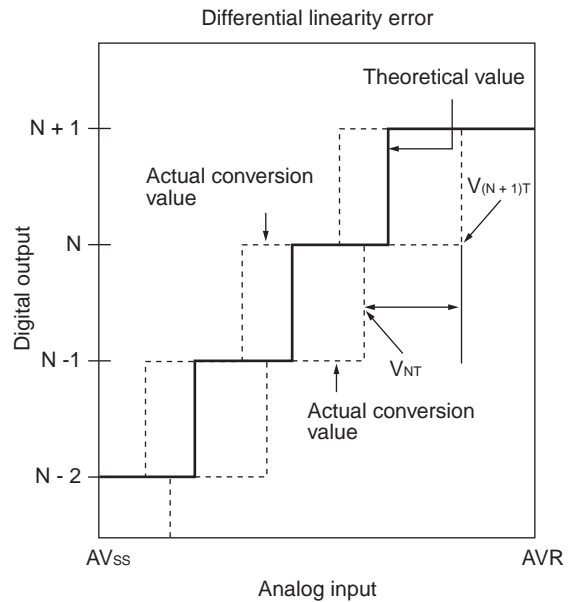 Differential linearity error
Theoretical value
N + 1
Actual conversion
value
V(N + 1)T
N
Digital output
N -1
VNT
Actual conversion
value
N - 2
AVSS
AVR
Analog input